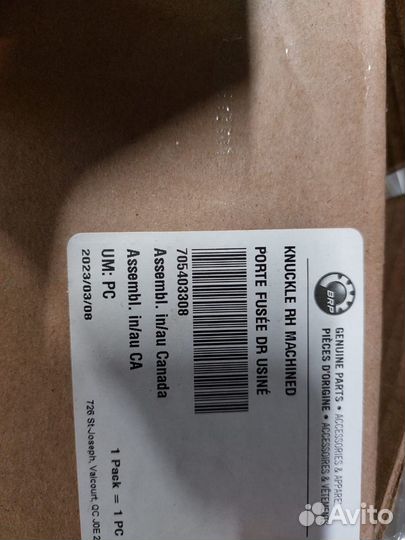 BRP
GENUINE PARTS • ACCESSORIES &
PIÈCES D'ORIGINE • ACCESSOIRES &
KNUCKLE RH MACHINED
PORTE FUSÉE DR USINÉ
705403308
Assembl. in/au Canada
Assembl. in/au CA
UM: PC
1 Pack = 1 PC
2023/03/08
726 St-Joseph, Valcourt, QC J0E
Avito